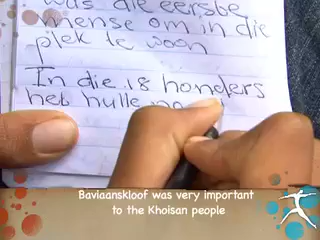 was die eerste
mense om in die
plek te woon
In die 18 honders
het hulle
Baviaanskloof was very important
to the Khoisan people